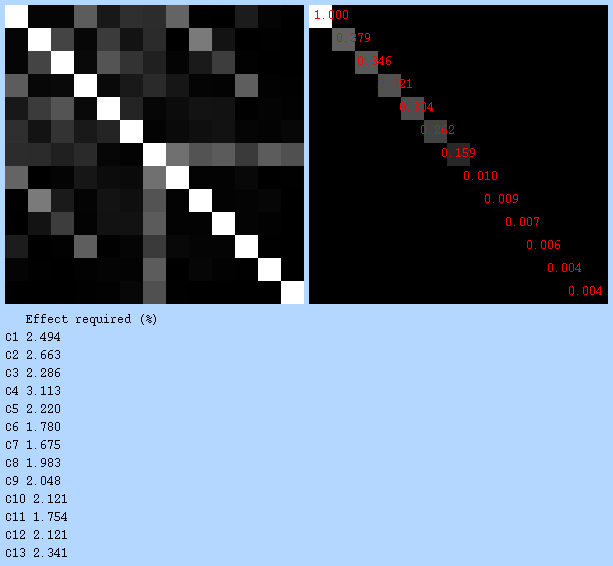 1.000
0.346
0.304
0.159
0.010
0.009
0.007
0.006
0.004
0.004
Effect required (%)
C1 2.494
C2 2.663
C3 2.286
C4 3.113
C5 2.220
C6 1.780
C7 1.675
C8 1.983
C9 2.048
C10 2.121
C11 1.754
C12 2.121
C13 2.341